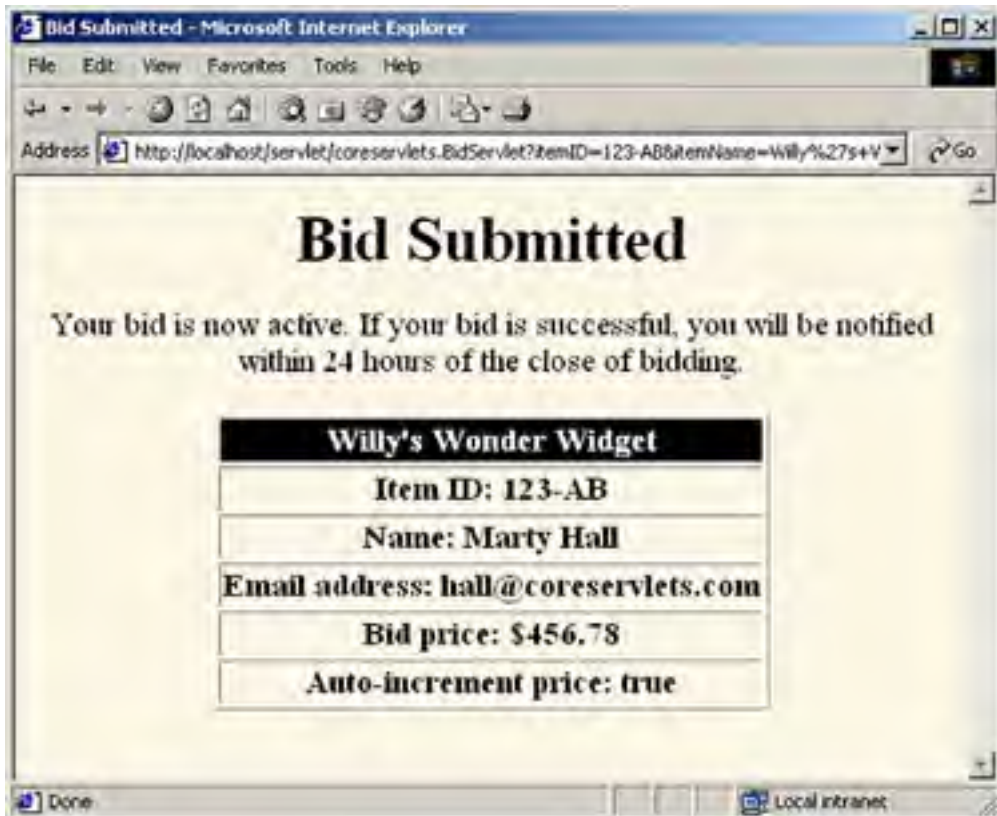 Bid Submitted - Microsoft Internet Explorer
File Edit View Favorites Tools Help
Address http://localhost/servlet/coreservlets.BidServlet?itemID=123-AB&itemName=Willy%27s+V Go
Bid Submitted
Your bid is now active. If your bid is successful, you will be notified
within 24 hours of the close of bidding.
Willy's Wonder Widget
Item ID: 123-AB
Name: Marty Hall
Email address: hall@coreservlets.com
Bid price: $456.78
Auto-increment price: true
Done Local intranet